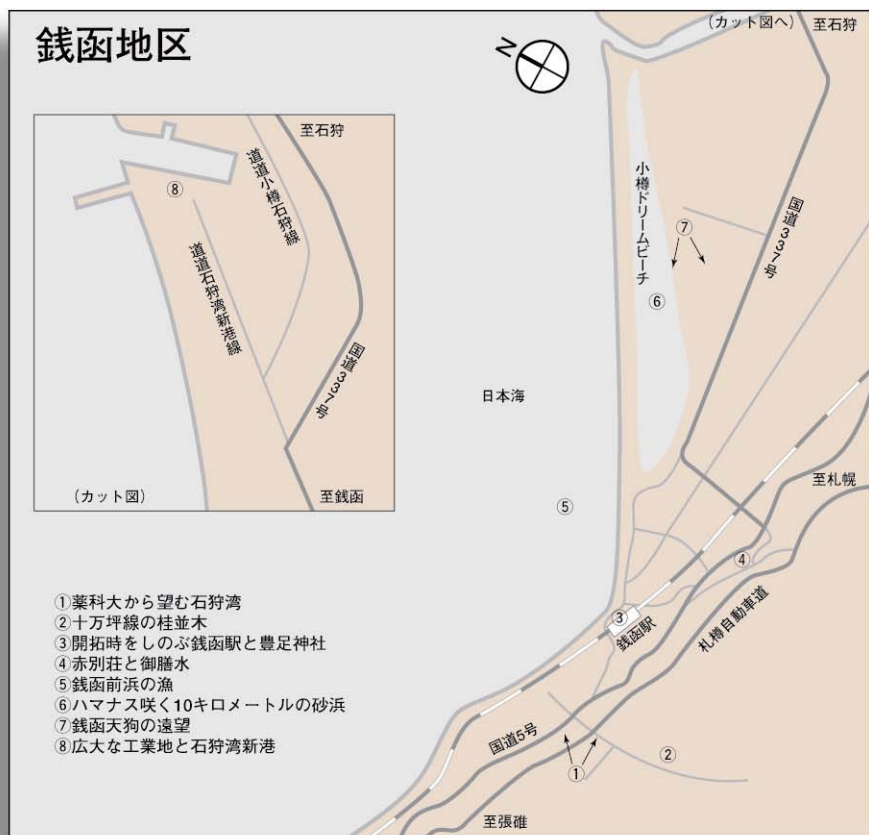 銭函地区
(カット図へ)
至石狩
N
至石狩
道道小樽石狩線
⑧
道道石狩湾新港線
国道337号
(カット図)
至銭函
小樽ドリームビーチ
国道337号
⑦
⑥
日本海
至札幌
⑤
④
札樽自動車道
③
銭函駅
①薬科大から望む石狩湾
②十万坪線の桂並木
③開拓時をしのぶ銭函駅と豊足神社
④赤別荘と御膳水
⑤銭函前浜の漁
⑥ハマナス咲く10キロメートルの砂浜
⑦銭函天狗の遠望
⑧広大な工業地と石狩湾新港
国道5号
②
①
至張碓